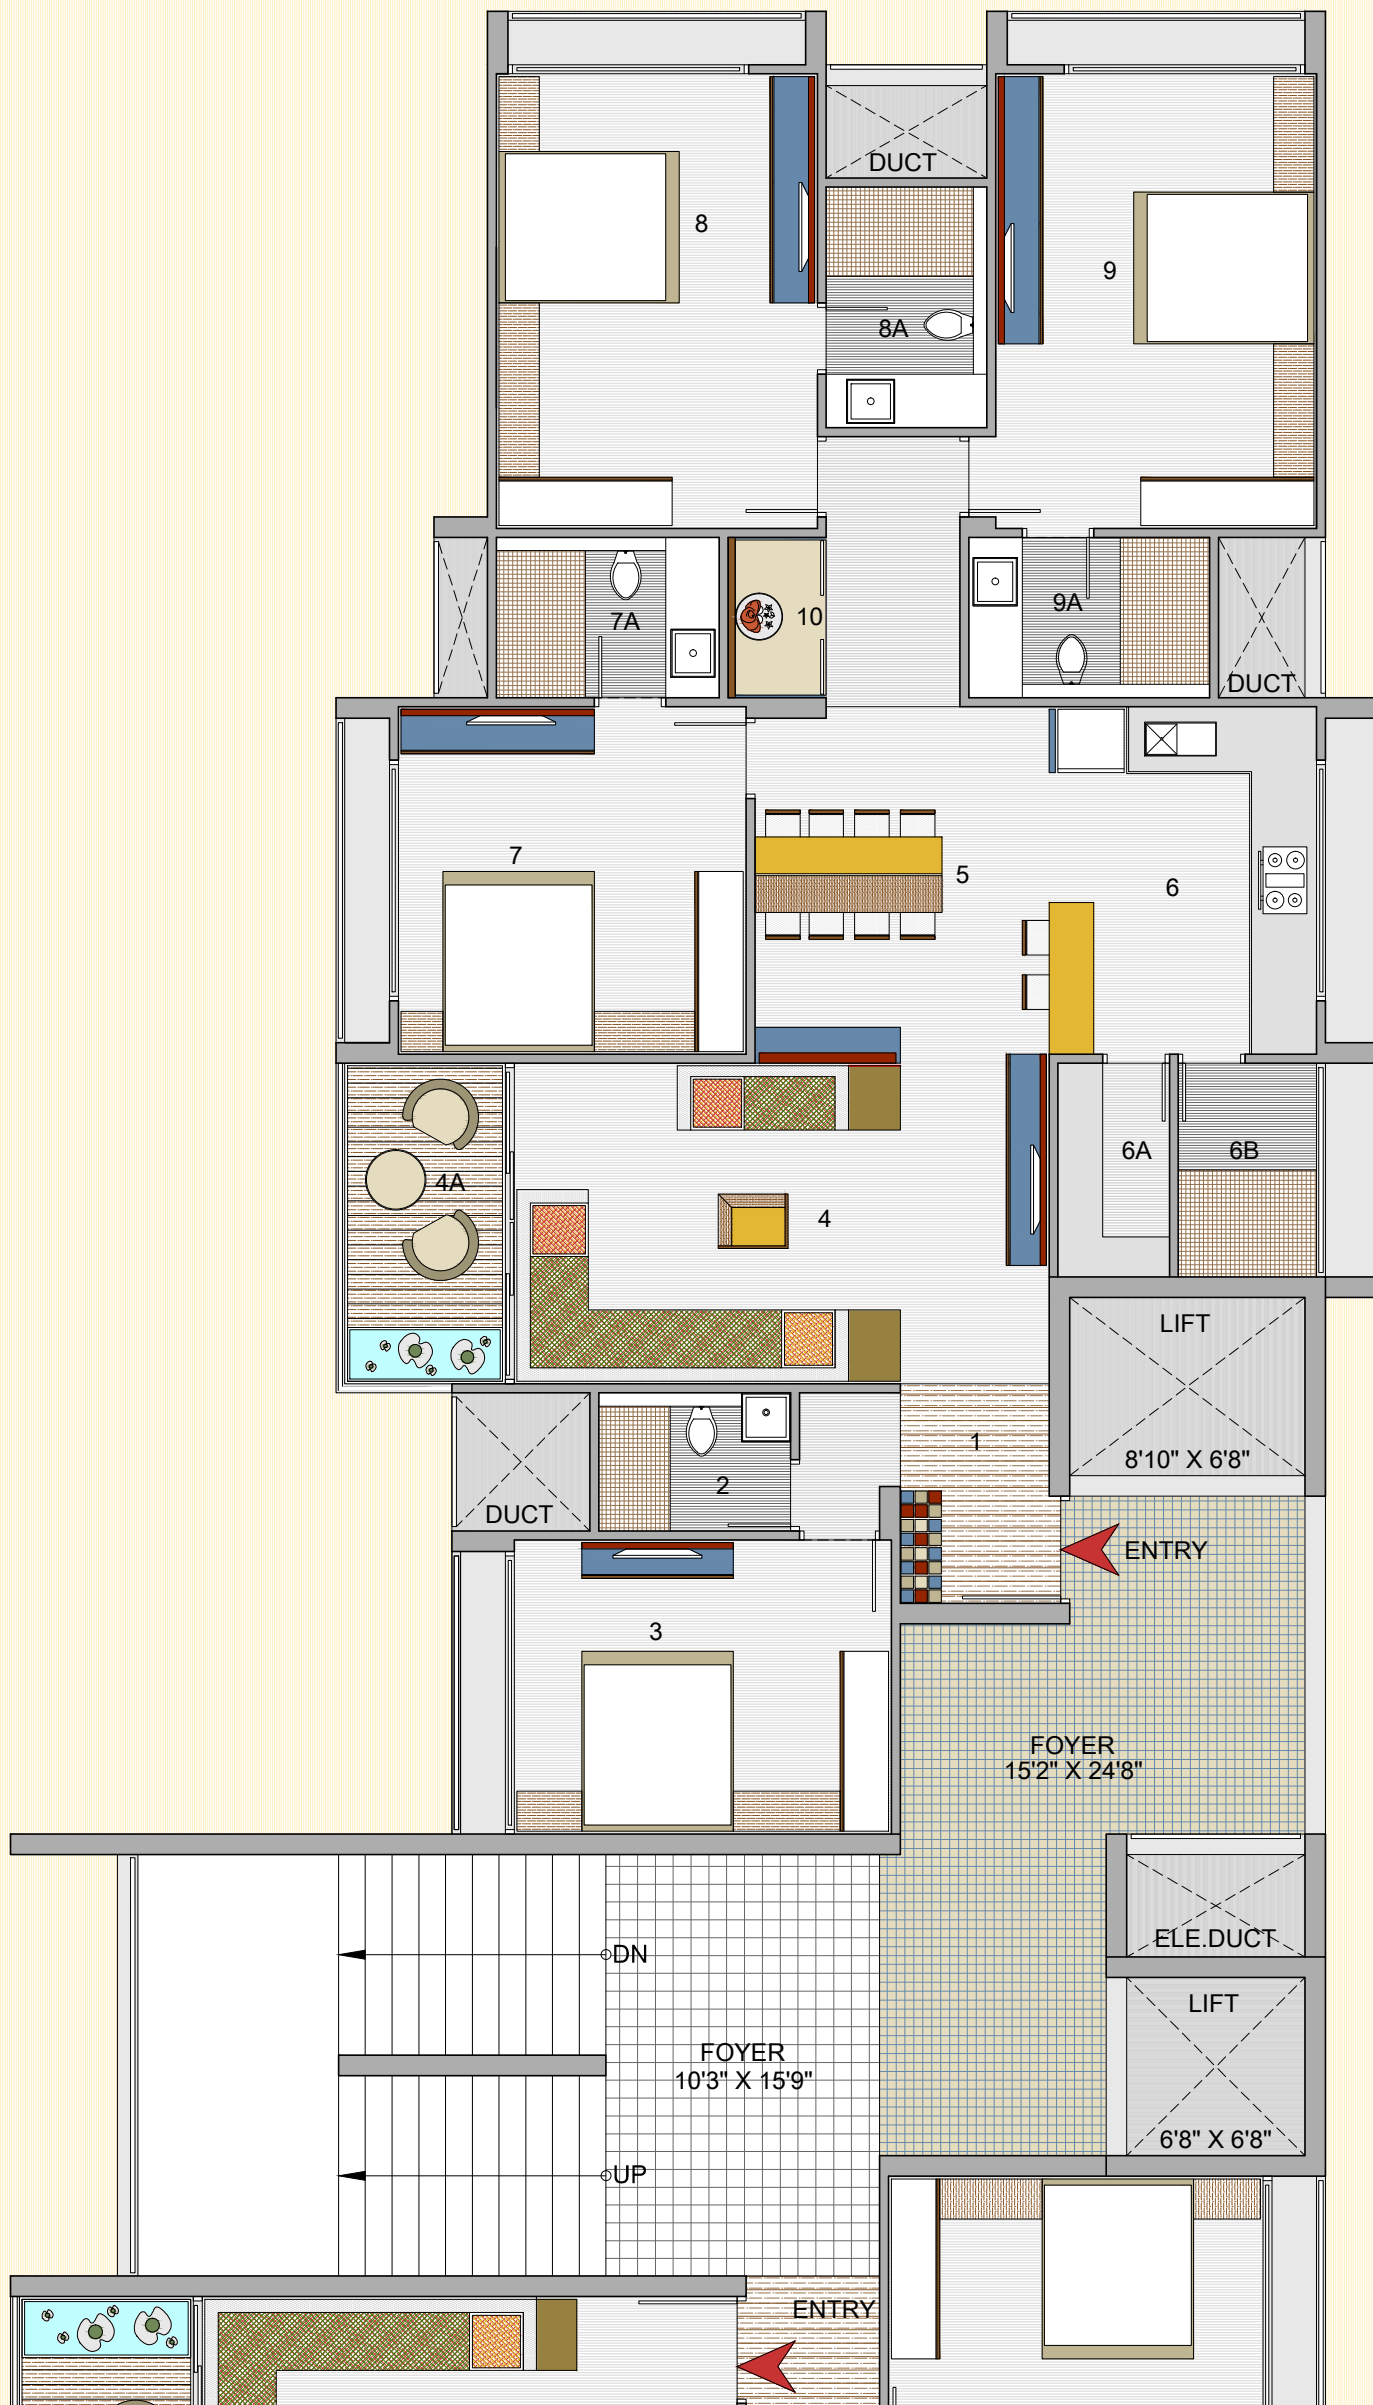 DUCT
8
9
8A
10
7A
9A
DUCT
7
5
6
6A
6B
4A
4
LIFT
8'10" X 6'8"
1
2
DUCT
ENTRY
3
FOYER
15'2" X 24'8"
ELE.DUCT
DN
LIFT
FOYER
10'3" X 15'9"
6'8" X 6'8"
UP
ENTRY